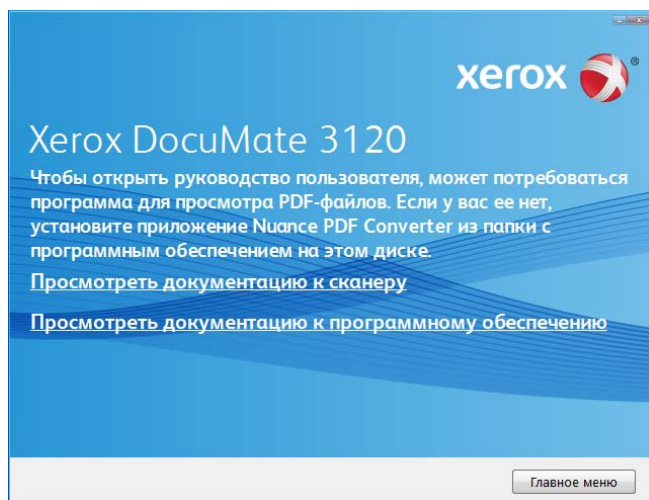 xerox ®
Xerox DocuMate 3120
Чтобы открыть руководство пользователя, может потребоваться
программа для просмотра PDF-файлов. Если у вас ее нет,
установите приложение Nuance PDF Converter из папки с
программным обеспечением на этом диске.
Просмотреть документацию к сканеру
Просмотреть документацию к программному обеспечению
Главное меню